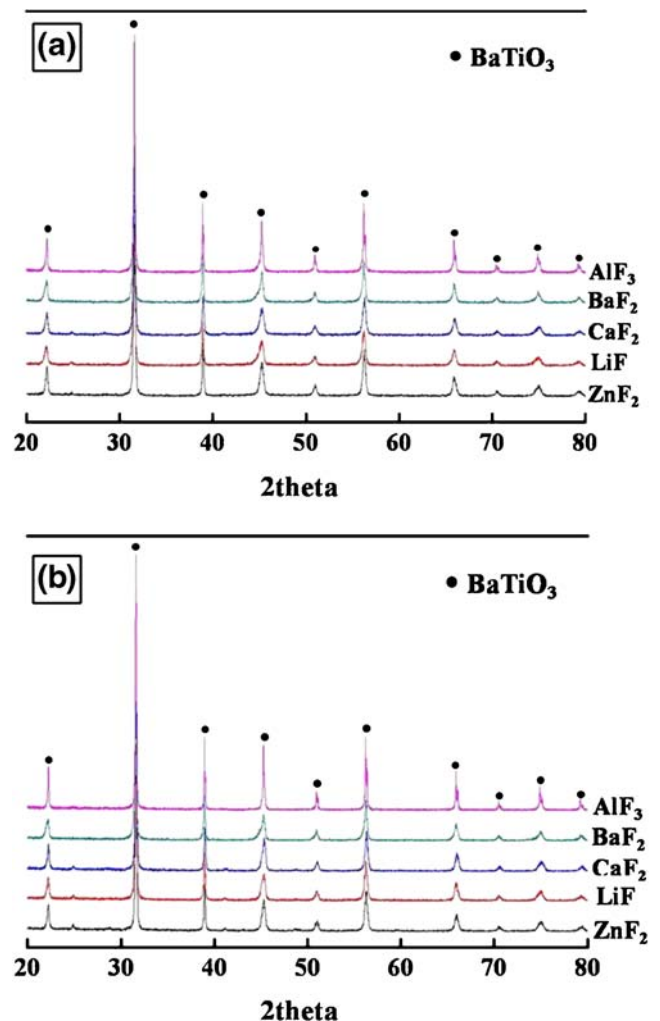 (a)
● BaTiO₃
AlF₃
BaF₂
CaF₂
LiF
ZnF₂
20 30 40 50 60 70 80
2theta
(b)
● BaTiO₃
AlF₃
BaF₂
CaF₂
LiF
ZnF₂
20 30 40 50 60 70 80
2theta